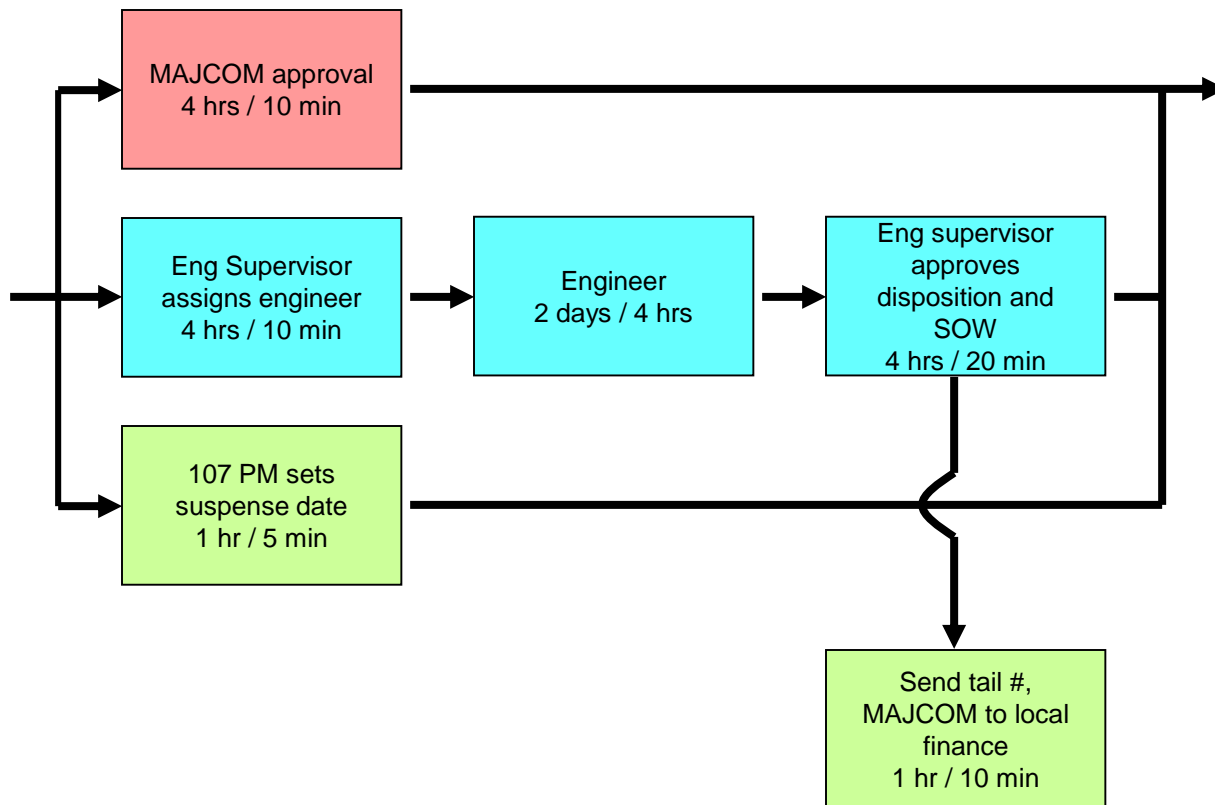 MAJCOM approval
4 hrs / 10 min
Eng Supervisor
assigns engineer
4 hrs / 10 min
Engineer
2 days / 4 hrs
Eng supervisor
approves
disposition and
SOW
4 hrs / 20 min
107 PM sets
suspense date
1 hr / 5 min
Send tail #,
MAJCOM to local
finance
1 hr / 10 min